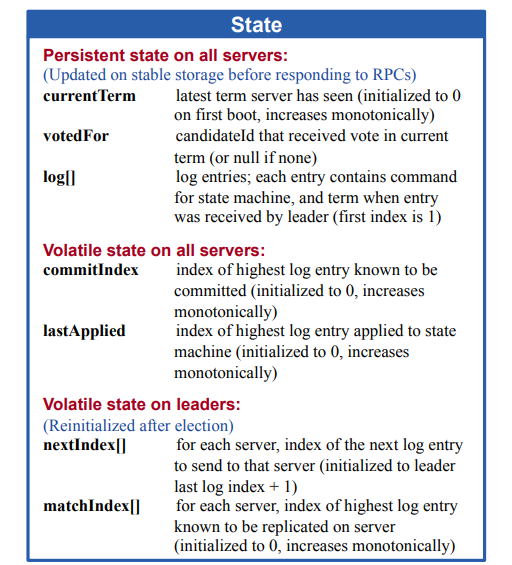 State
Persistent state on all servers:
(Updated on stable storage before responding to RPCs)
currentTerm latest term server has seen (initialized to 0
on first boot, increases monotonically)
votedFor candidateId that received vote in current
term (or null if none)
log[] log entries; each entry contains command
for state machine, and term when entry
was received by leader (first index is 1)
Volatile state on all servers:
commitIndex index of highest log entry known to be
committed (initialized to 0, increases
monotonically)
lastApplied index of highest log entry applied to state
machine (initialized to 0, increases
monotonically)
Volatile state on leaders:
(Reinitialized after election)
nextIndex[] for each server, index of the next log entry
to send to that server (initialized to leader
last log index + 1)
matchIndex[] for each server, index of highest log entry
known to be replicated on server
(initialized to 0, increases monotonically)